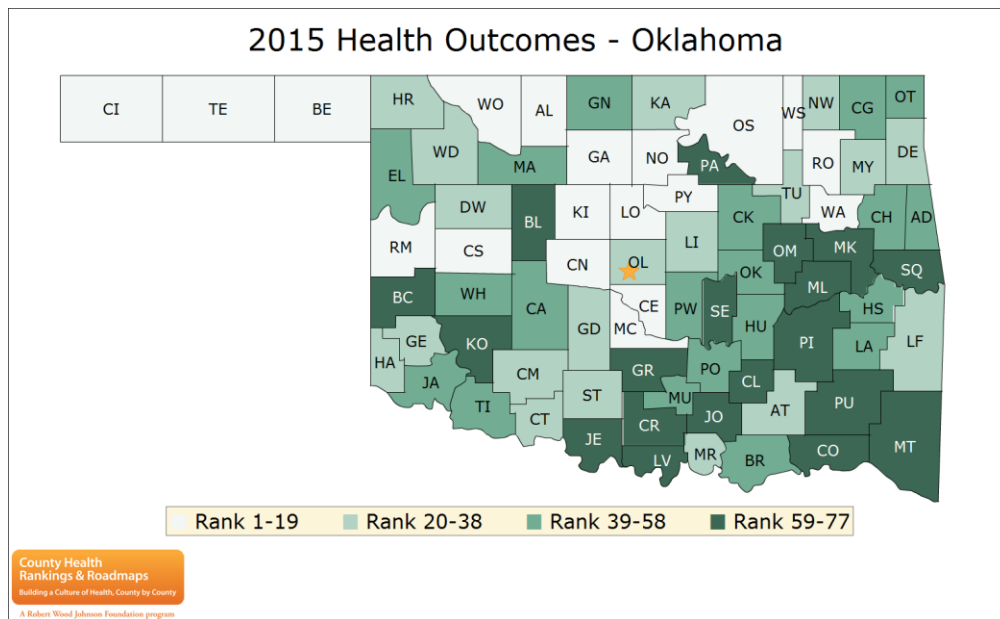 2015 Health Outcomes - Oklahoma
CI TE BE HR WO AL GN KA OS WS NW CG OT
WD MA GA NO PA RO MY DE
EL DW BL KI LO PY TU WA CH AD
RM CS CN OL LI CK OM MK SQ
BC WH CA CE PW OK ML HS
GE KO GD MC SE HU PI LA LF
HA JA CM GR PO CL
TI CT ST MU JO AT PU
JE CR LV MR BR CO MT
Rank 1-19 Rank 20-38 Rank 39-58 Rank 59-77
County Health
Rankings & Roadmaps
Building a Culture of Health, County by County
A Robert Wood Johnson Foundation program